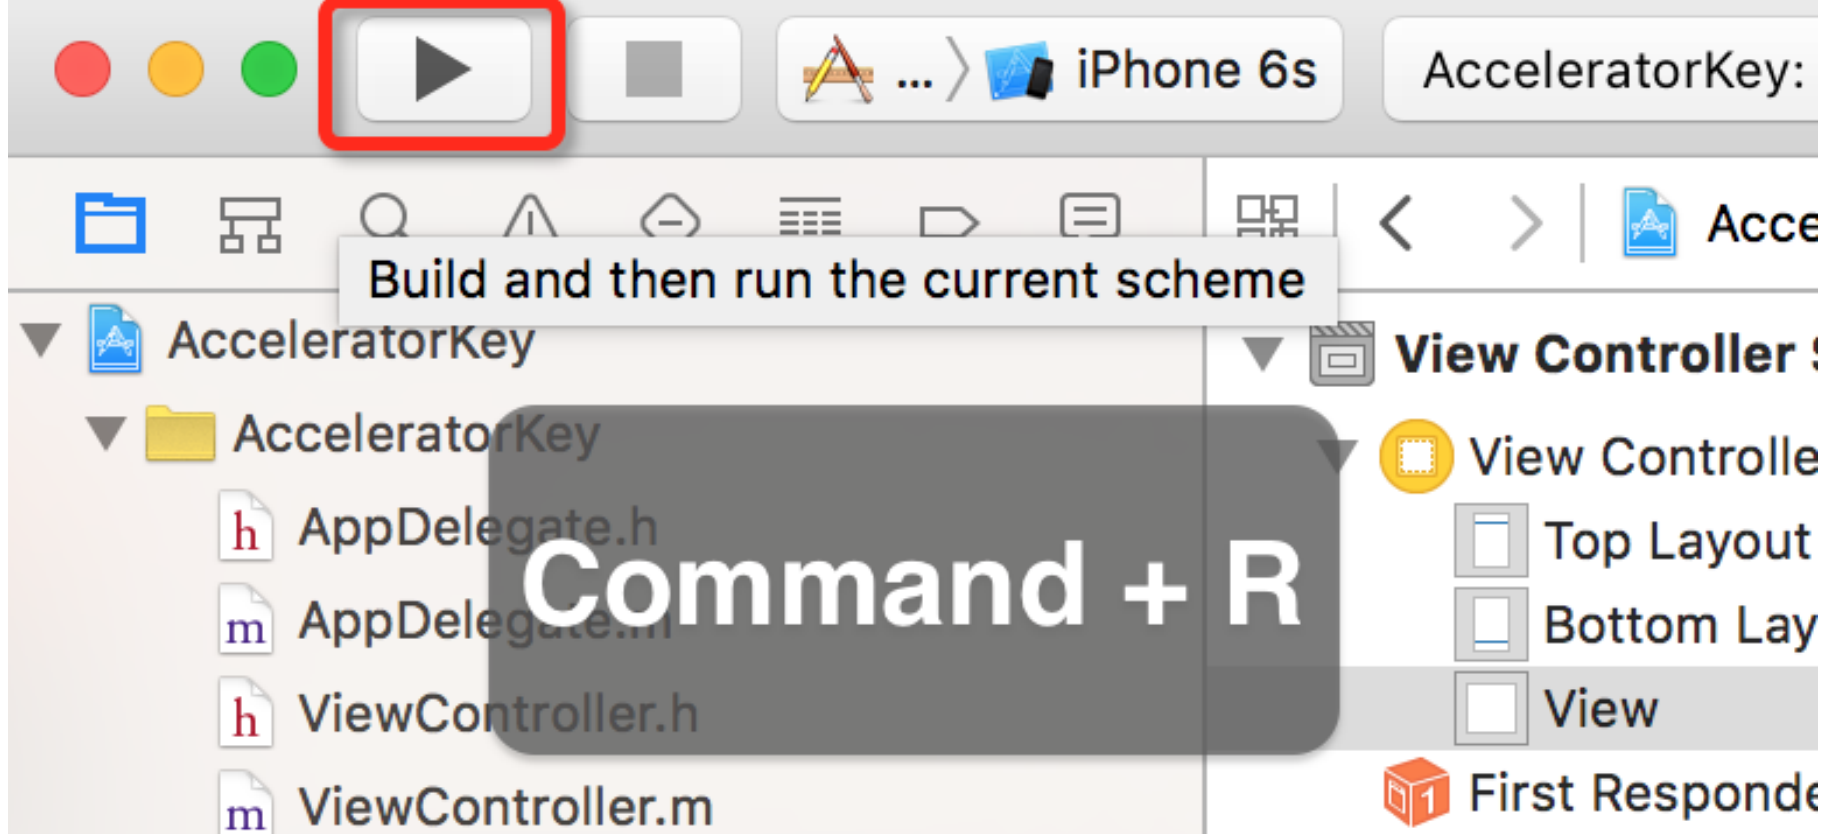 ... iPhone 6s
AcceleratorKey:
Acce
Build and then run the current scheme
AcceleratorKey
AcceleratorKey
h AppDelegate.h
m AppDelegate.m
h ViewController.h
m ViewController.m
Command + R
View Controller S
View Controlle
Top Layout
Bottom Lay
View
1 First Responde